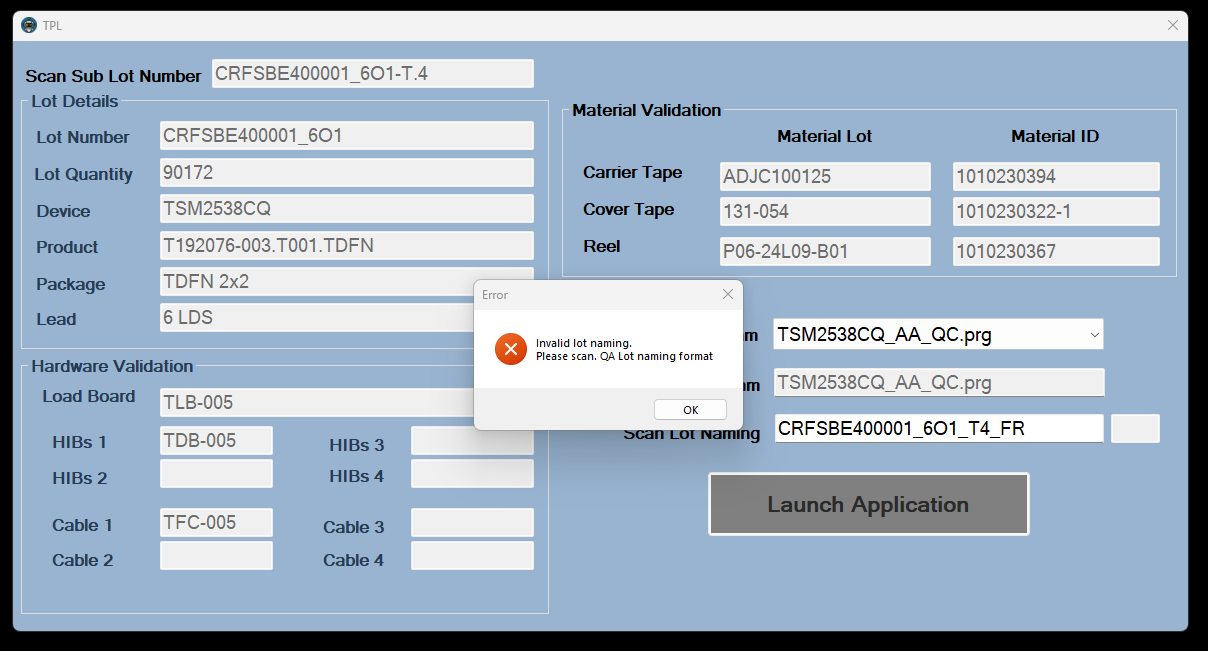 TPL
Scan Sub Lot Number CRFSBE400001_6O1-T.4
Lot Details
Lot Number CRFSBE400001_6O1
Lot Quantity 90172
Device TSM2538CQ
Product T192076-003.T001.TDFN
Package TDFN 2x2
Lead 6 LDS
Hardware Validation
Load Board TLB-005
HIBs 1 TDB-005 HIBs 3
HIBs 2 HIBs 4
Cable 1 TFC-005 Cable 3
Cable 2 Cable 4
Material Validation
Material Lot Material ID
Carrier Tape ADJC100125 1010230394
Cover Tape 131-054 1010230322-1
Reel P06-24L09-B01 1010230367
Error
Invalid lot naming.
Please scan. QA Lot naming format
OK
m TSM2538CQ_AA_QC.prg
am TSM2538CQ_AA_QC.prg
Scan Lot Naming CRFSBE400001_6O1_T4_FR
Launch Application